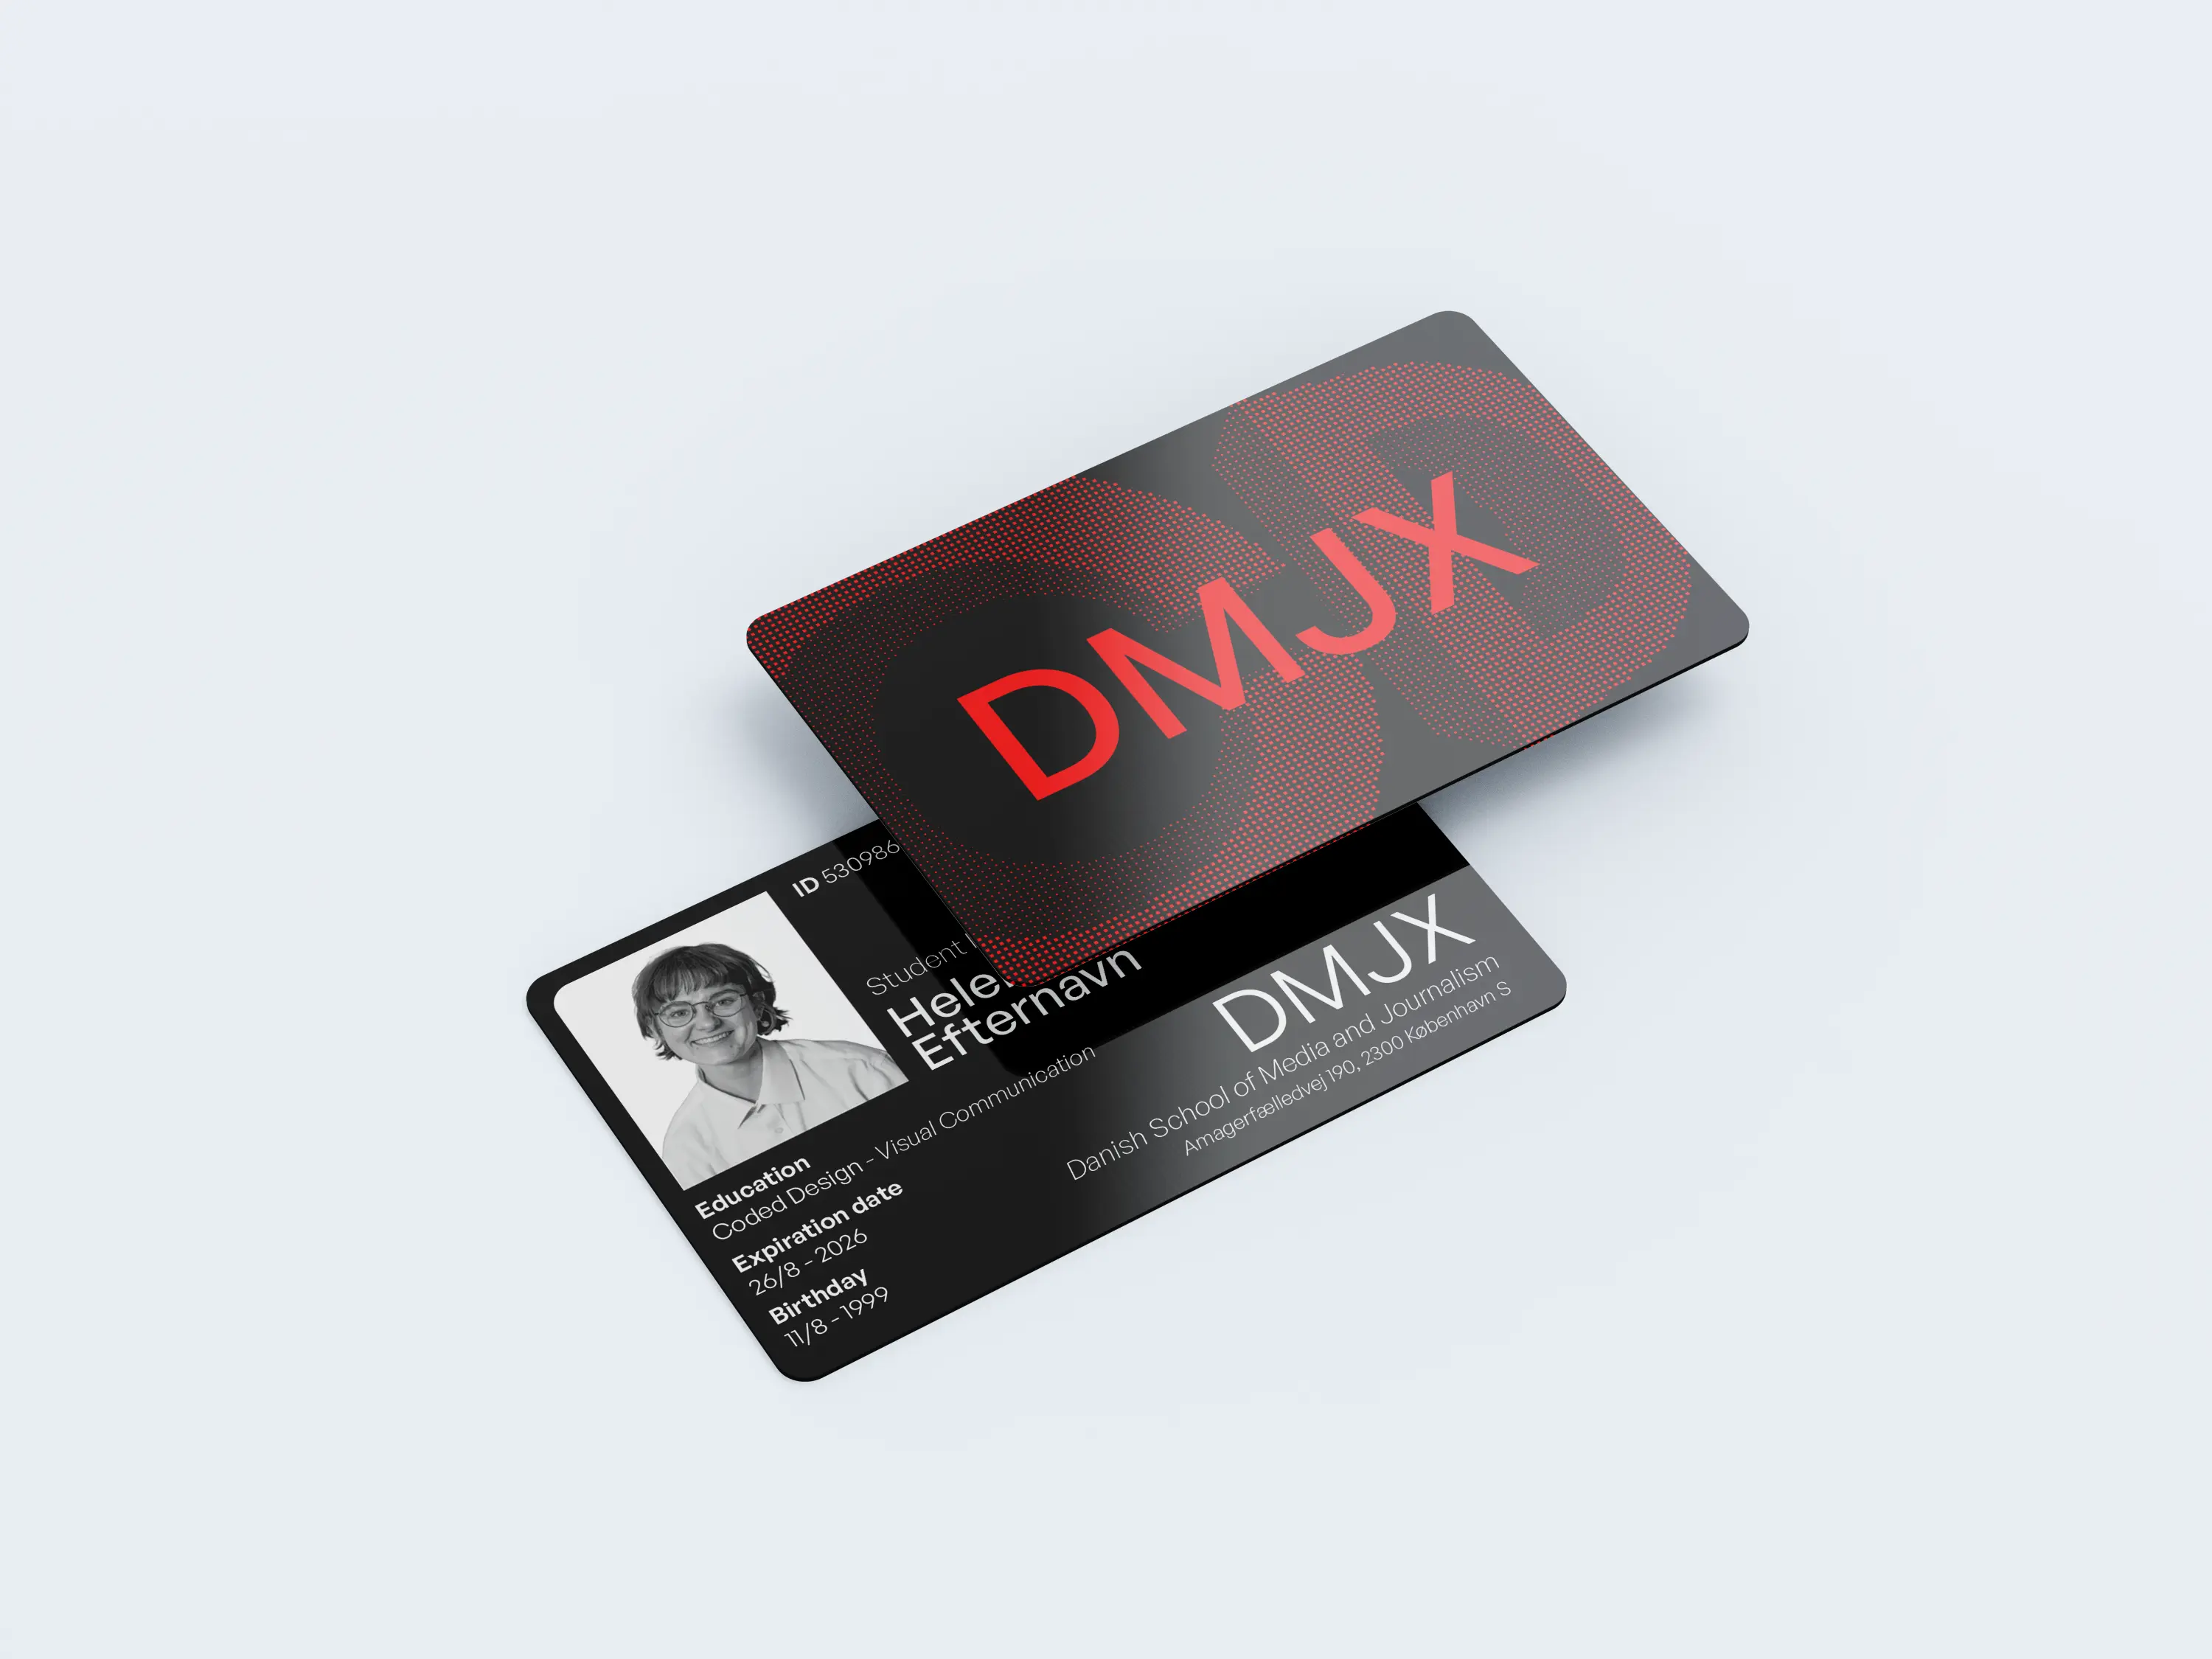 DMJX
ID 530986
Student
Efternavn
Education
Coded Design - Visual Communication
Expiration date
26/8 - 2026
Birthday
11/8 - 1999
DMJX
Danish School of Media and Journalism
Amagerfælledvej 190, 2300 København S